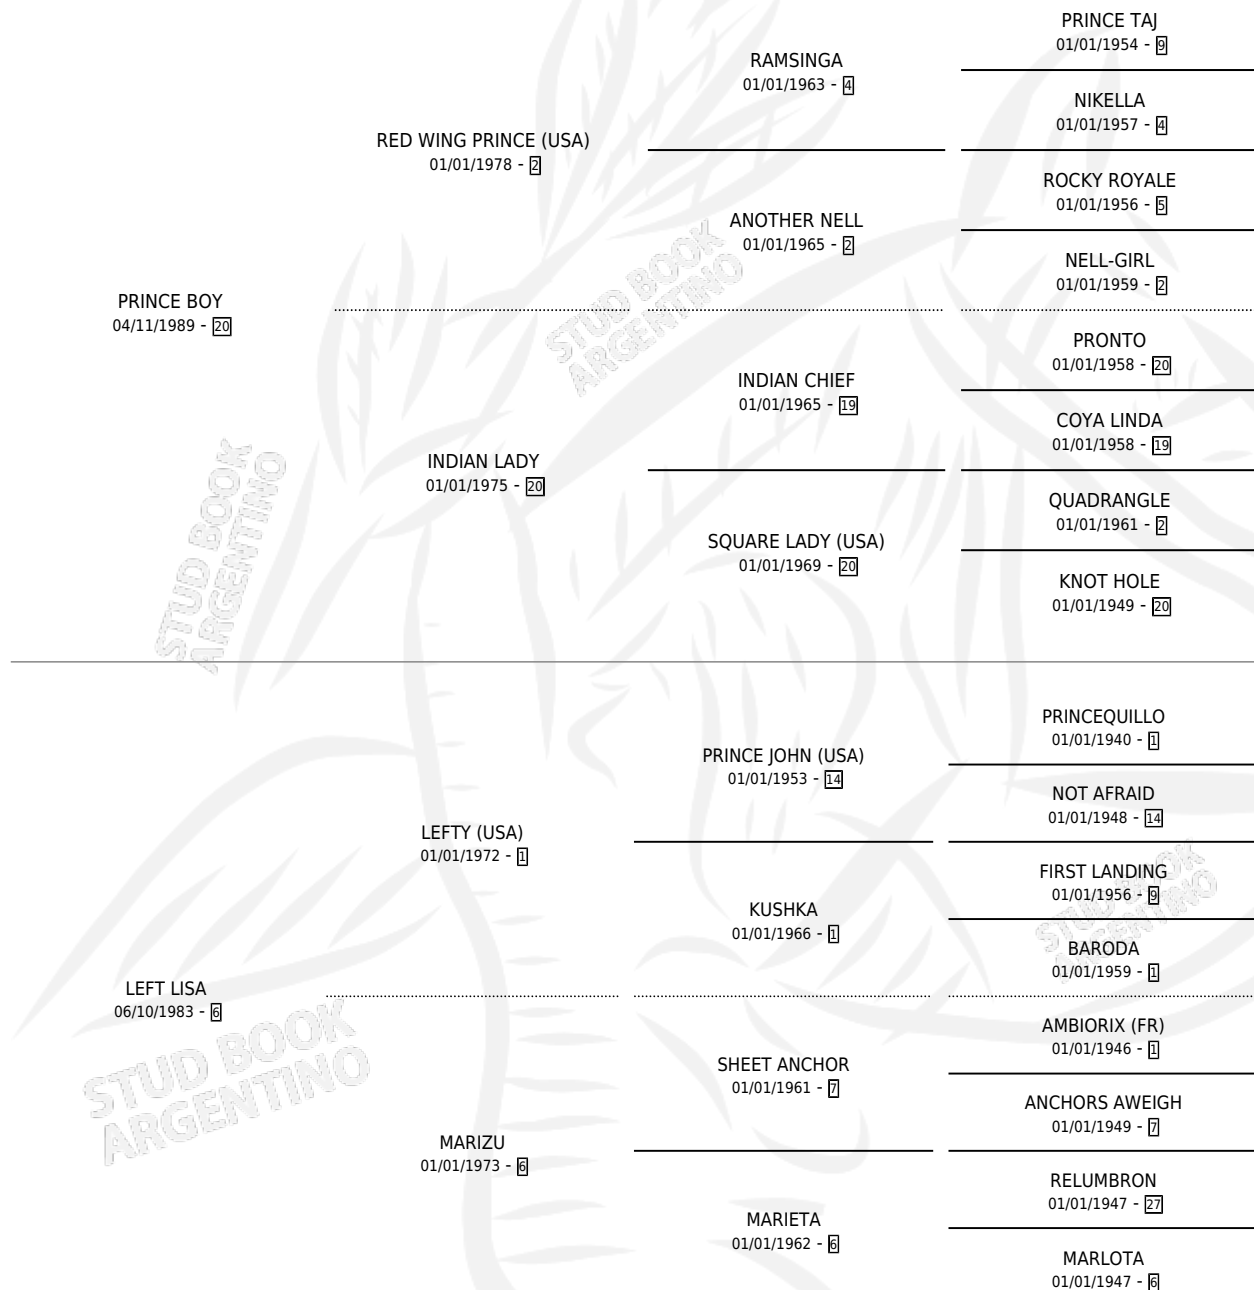 PRINCE TAJ
01/01/1954 - 9
RAMSINGA
01/01/1963 - 4
NIKELLA
01/01/1957 - 4
RED WING PRINCE (USA)
01/01/1978 - 2
ROCKY ROYALE
01/01/1956 - 5
ANOTHER NELL
01/01/1965 - 2
NELL-GIRL
01/01/1959 - 2
PRINCE BOY
04/11/1989 - 20
PRONTO
01/01/1958 - 20
INDIAN CHIEF
01/01/1965 - 19
COYA LINDA
01/01/1958 - 19
INDIAN LADY
01/01/1975 - 20
QUADRANGLE
01/01/1961 - 2
SQUARE LADY (USA)
01/01/1969 - 20
KNOT HOLE
01/01/1949 - 20
PRINCEQUILLO
01/01/1940 - 1
PRINCE JOHN (USA)
01/01/1953 - 14
NOT AFRAID
01/01/1948 - 14
LEFTY (USA)
01/01/1972 - 1
FIRST LANDING
01/01/1956 - 9
KUSHKA
01/01/1966 - 1
BARODA
01/01/1959 - 1
LEFT LISA
06/10/1983 - 6
AMBIORIX (FR)
01/01/1946 - 1
SHEET ANCHOR
01/01/1961 - 7
ANCHORS AWEIGH
01/01/1949 - 7
MARIZU
01/01/1973 - 6
RELUMBRON
01/01/1947 - 27
MARIETA
01/01/1962 - 6
MARLOTA
01/01/1947 - 6
STUD BOOK
ARGENTINO
STUD BOOK
ARGENTINO
STUD BOOK
ARGENTINO
STUD BOOK
ARGENTINO